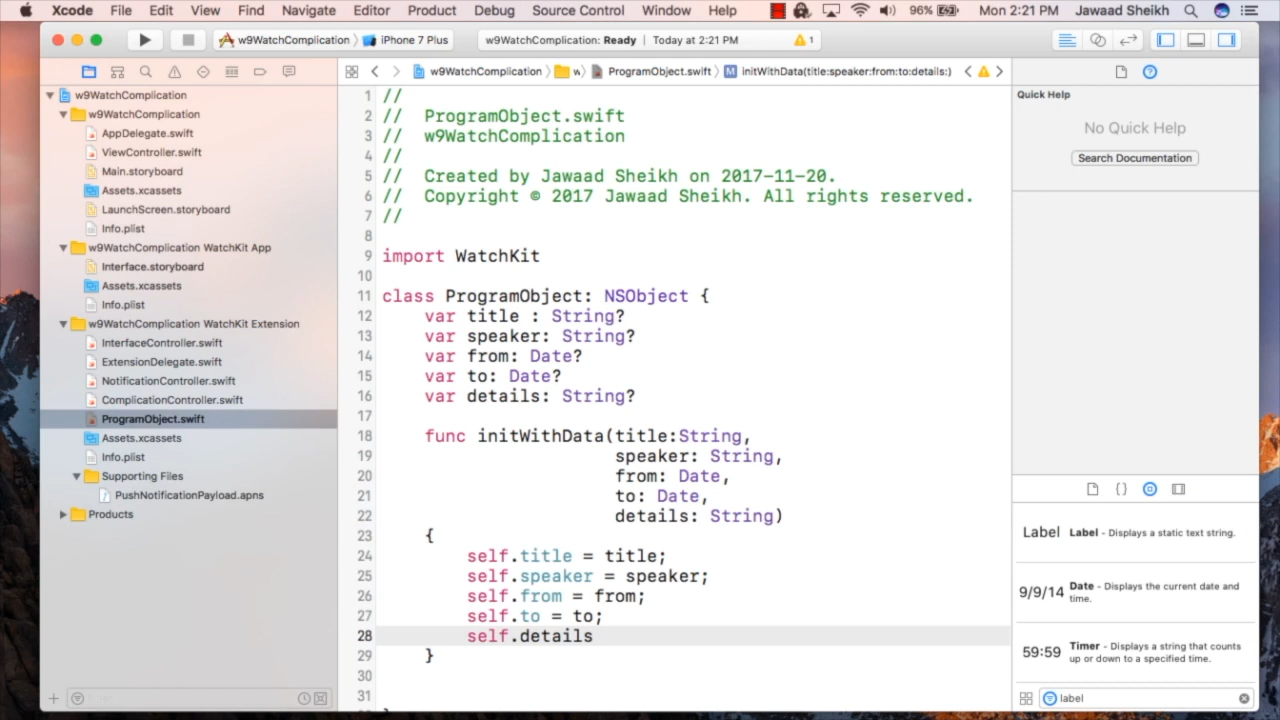 Xcode File Edit View Find Navigate Editor Product Debug Source Control Window Help 96% Mon 2:21 PM Jawaad Sheikh
w9WatchComplication iPhone 7 Plus w9WatchComplication: Ready Today at 2:21 PM 1
w9WatchComplication w ProgramObject.swift M initWithData(title:speaker:from:to:details:)
w9WatchComplication
w9WatchComplication
AppDelegate.swift
ViewController.swift
Main.storyboard
Assets.xcassets
LaunchScreen.storyboard
Info.plist
w9WatchComplication WatchKit App
Interface.storyboard
Assets.xcassets
Info.plist
w9WatchComplication WatchKit Extension
InterfaceController.swift
ExtensionDelegate.swift
NotificationController.swift
ComplicationController.swift
ProgramObject.swift
Assets.xcassets
Info.plist
Supporting Files
PushNotificationPayload.apns
Products
1 //
2 // ProgramObject.swift
3 // w9WatchComplication
4 //
5 // Created by Jawaad Sheikh on 2017-11-20.
6 // Copyright © 2017 Jawaad Sheikh. All rights reserved.
7 //
8
9 import WatchKit
10
11 class ProgramObject: NSObject {
12 var title : String?
13 var speaker: String?
14 var from: Date?
15 var to: Date?
16 var details: String?
17
18 func initWithData(title:String,
19 speaker: String,
20 from: Date,
21 to: Date,
22 details: String)
23 {
24 self.title = title;
25 self.speaker = speaker;
26 self.from = from;
27 self.to = to;
28 self.details
29 }
30
31
Quick Help
No Quick Help
Search Documentation
Label Label - Displays a static text string.
9/9/14 Date - Displays the current date and
time.
59:59 Timer - Displays a string that counts
up or down to a specified time.
label